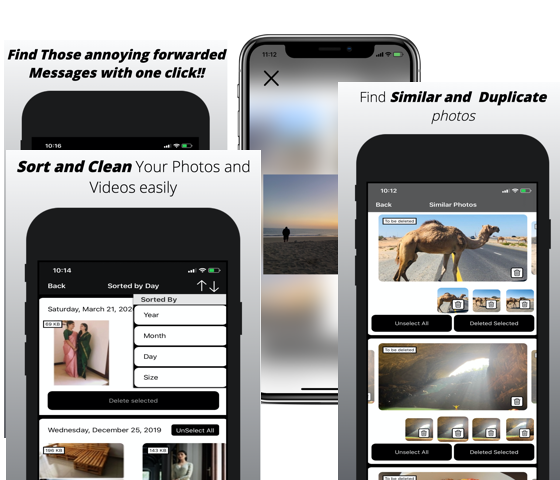 Find Those annoying forwarded
Messages with one click!!
10:16
11:12
Sort and Clean Your Photos and
Videos easily
10:14
Back
Sorted by Day
Saturday, March 21, 202
Sorted By
Year
Month
Day
Size
69 KB
Delete selected
Wednesday, December 25, 2019
UnSelect All
196 KB
143 KB
Find Similar and Duplicate
photos
10:12
Back
Similar Photos
To be deleted
Unselect All
Deleted Selected
To be deleted
Unselect All
Deleted Selected